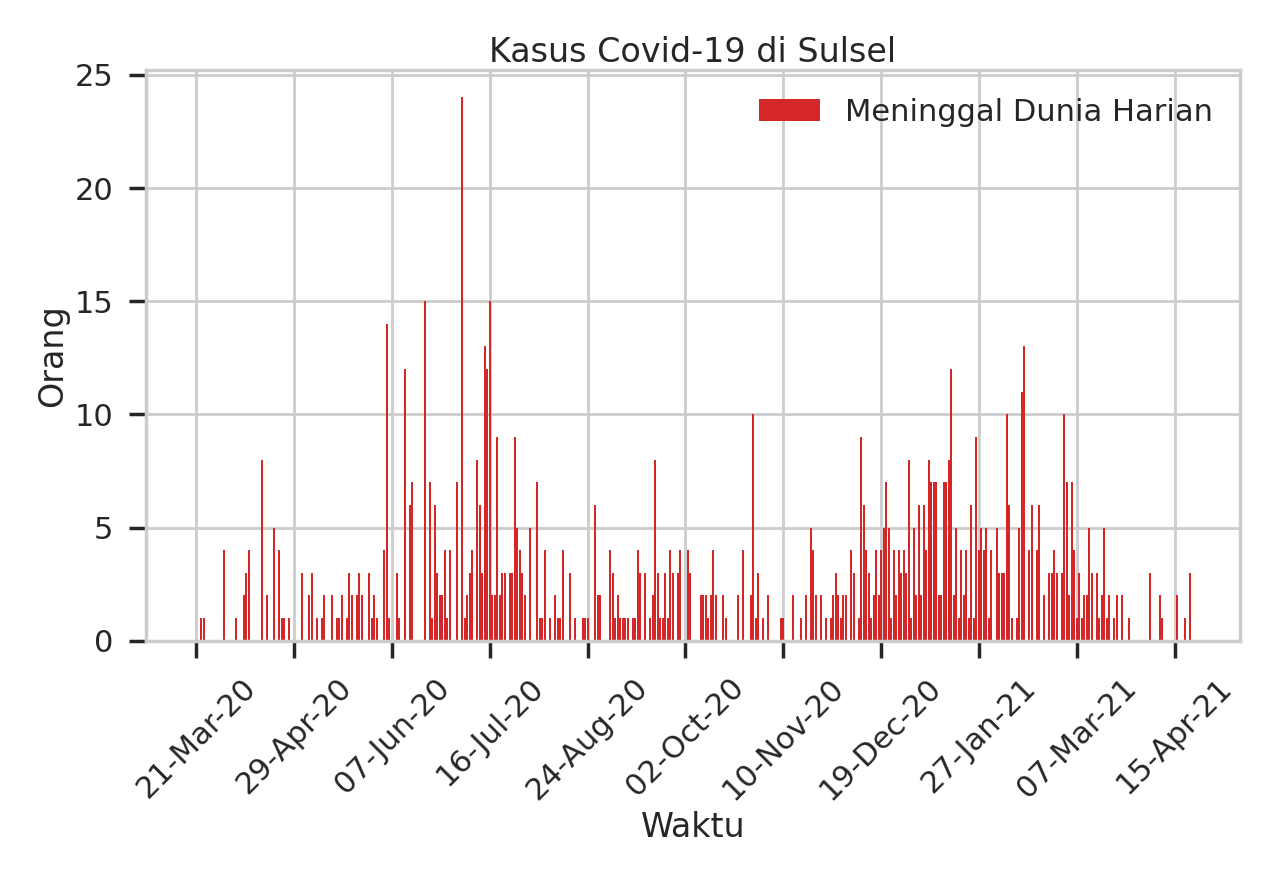 Kasus Covid-19 di Sulsel
Meninggal Dunia Harian
Orang
25
20
15
10
5
0
21-Mar-20
29-Apr-20
07-Jun-20
16-Jul-20
24-Aug-20
02-Oct-20
10-Nov-20
19-Dec-20
27-Jan-21
07-Mar-21
15-Apr-21
Waktu